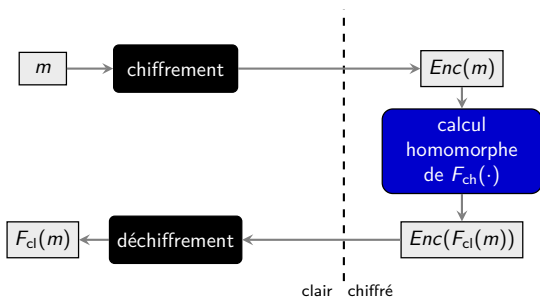 m
chiffrement
Enc(m)
calcul
homomorphe
de F_ch(·)
F_cl(m)
déchiffrement
Enc(F_cl(m))
clair
chiffré